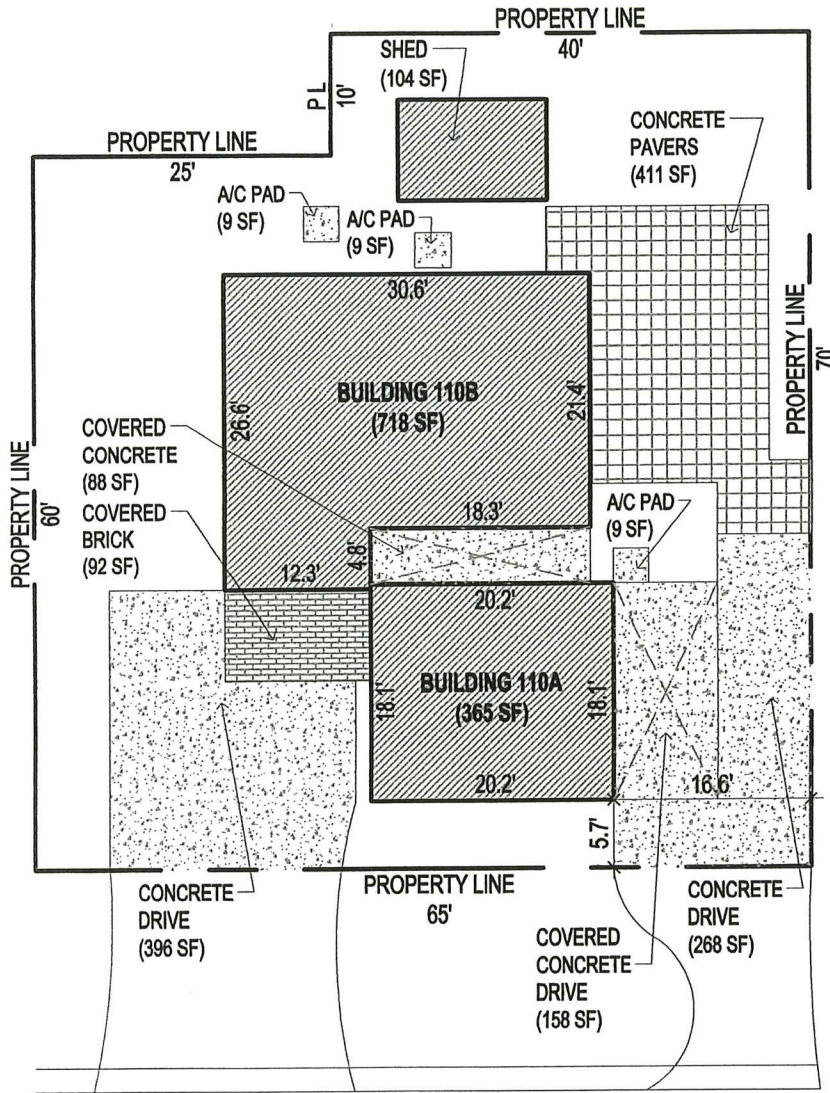 PROPERTY LINE
40'
SHED
(104 SF)
P L
10'
PROPERTY LINE
25'
CONCRETE
PAVERS
(411 SF)
A/C PAD
(9 SF)
A/C PAD
(9 SF)
30.6'
PROPERTY LINE
70'
BUILDING 110B
(718 SF)
26.6'
21.4'
COVERED
CONCRETE
(88 SF)
COVERED
BRICK
(92 SF)
PROPERTY LINE
60'
18.3'
A/C PAD
(9 SF)
4.8'
12.3'
20.2'
BUILDING 110A
(365 SF)
18.1'
18.1'
20.2'
16.6'
5.7'
PROPERTY LINE
65'
CONCRETE
DRIVE
(396 SF)
COVERED
CONCRETE
DRIVE
(158 SF)
CONCRETE
DRIVE
(268 SF)